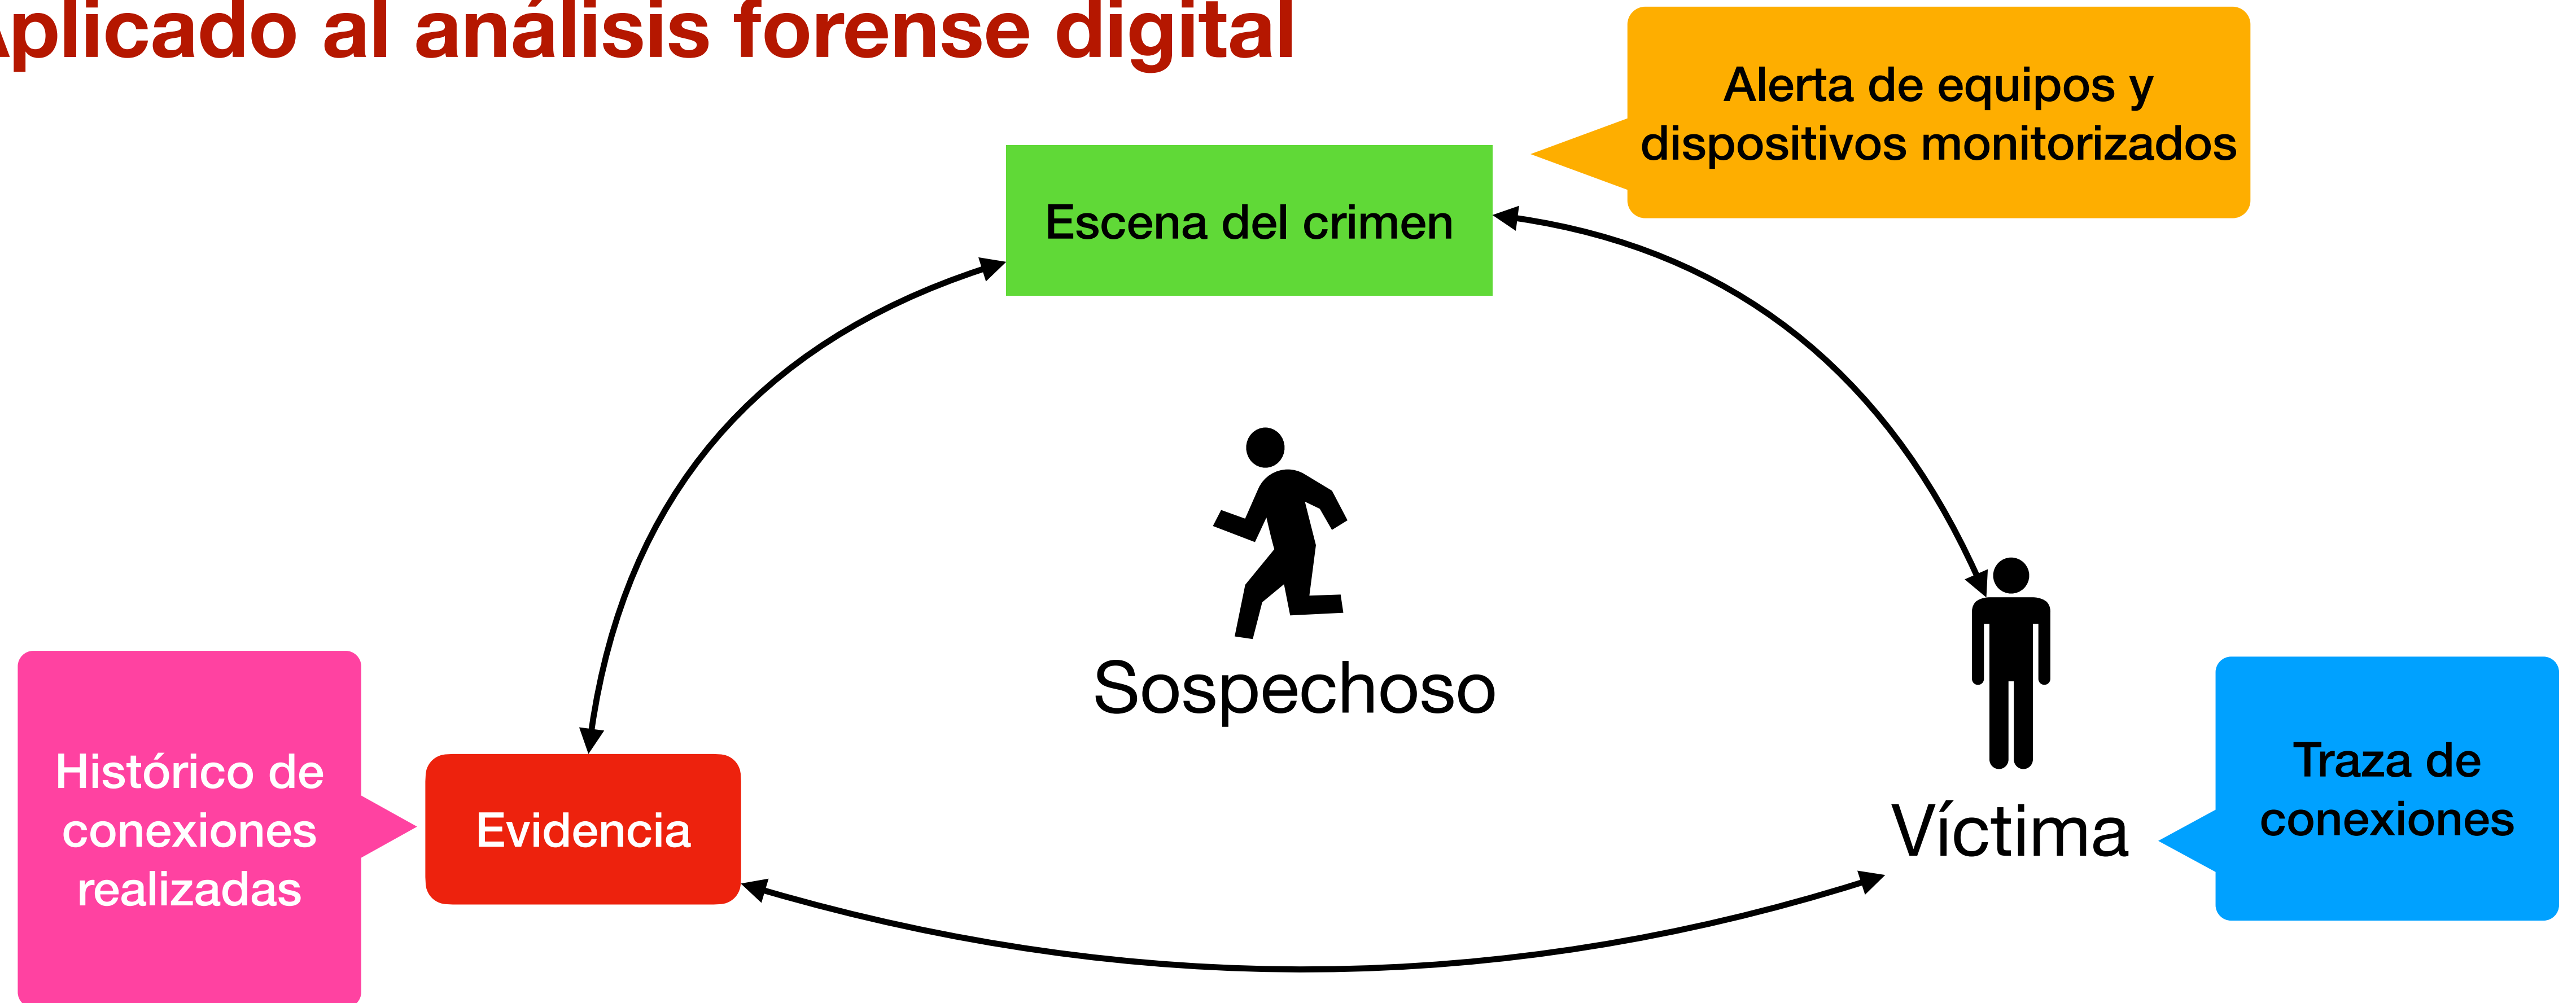 Aplicado al análisis forense digital
Alerta de equipos y
dispositivos monitorizados
Escena del crimen
Sospechoso
Histórico de
conexiones
realizadas
Evidencia
Víctima
Traza de
conexiones